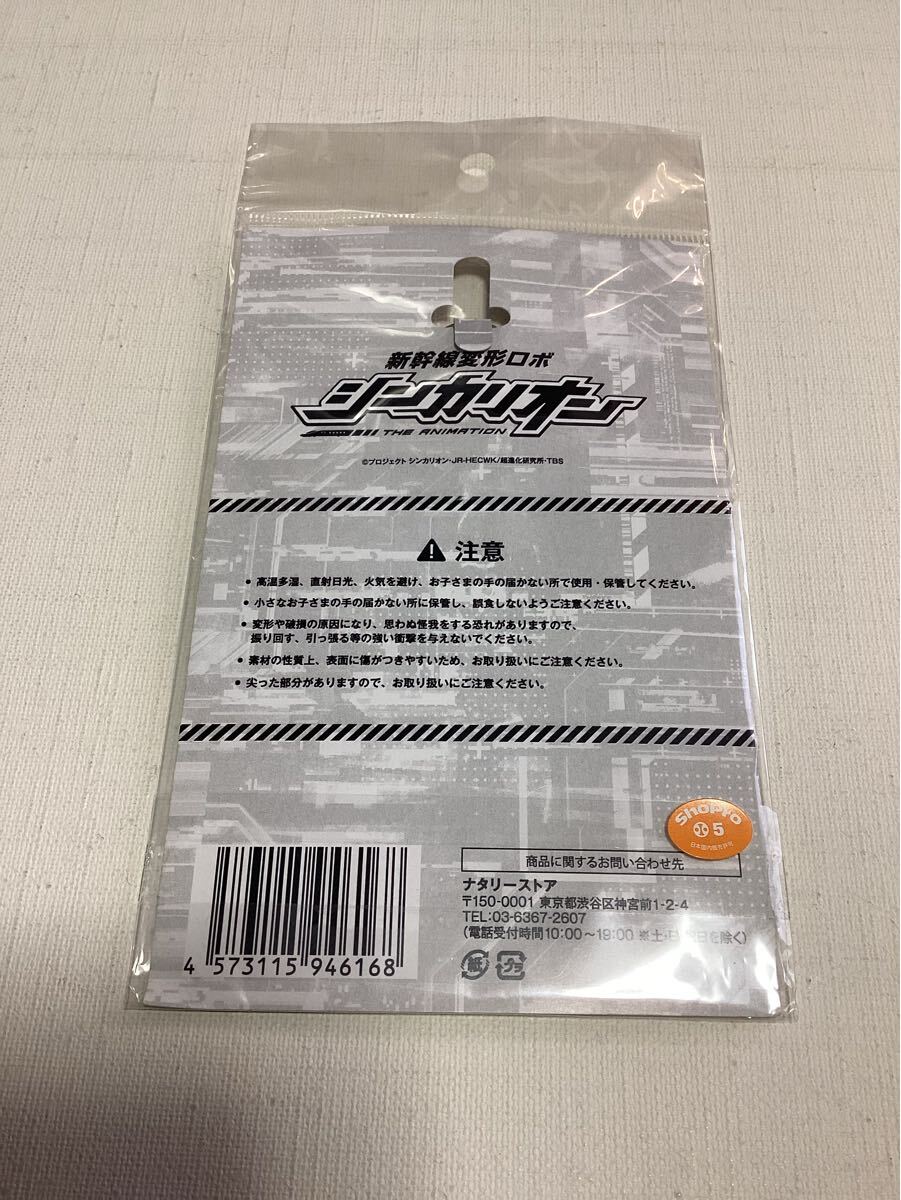 新幹線変形ロボ
シンカリオン
THE ANIMATION
©プロジェクト シンカリオン・JR-HECWK/超進化研究所・TBS
注意
• 高温多湿、直射日光、火気を避け、お子さまの手の届かない所で使用・保管してください。
• 小さなお子さまの手の届かない所に保管し、誤食しないようご注意ください。
• 変形や破損の原因になり、思わぬ怪我をする恐れがありますので、
振り回す、引っ張る等の強い衝撃を与えないでください。
• 素材の性質上、表面に傷がつきやすいため、お取り扱いにご注意ください。
• 尖った部分がありますので、お取り扱いにご注意ください。
ShoPro
5
日本国内販売許可
商品に関するお問い合わせ先
ナタリーストア
〒150-0001 東京都渋谷区神宮前1-2-4
TEL:03-6367-2607
(電話受付時間10:00～19:00 ※土・日 祝日を除く)
4 573115 946168
紙 プラ